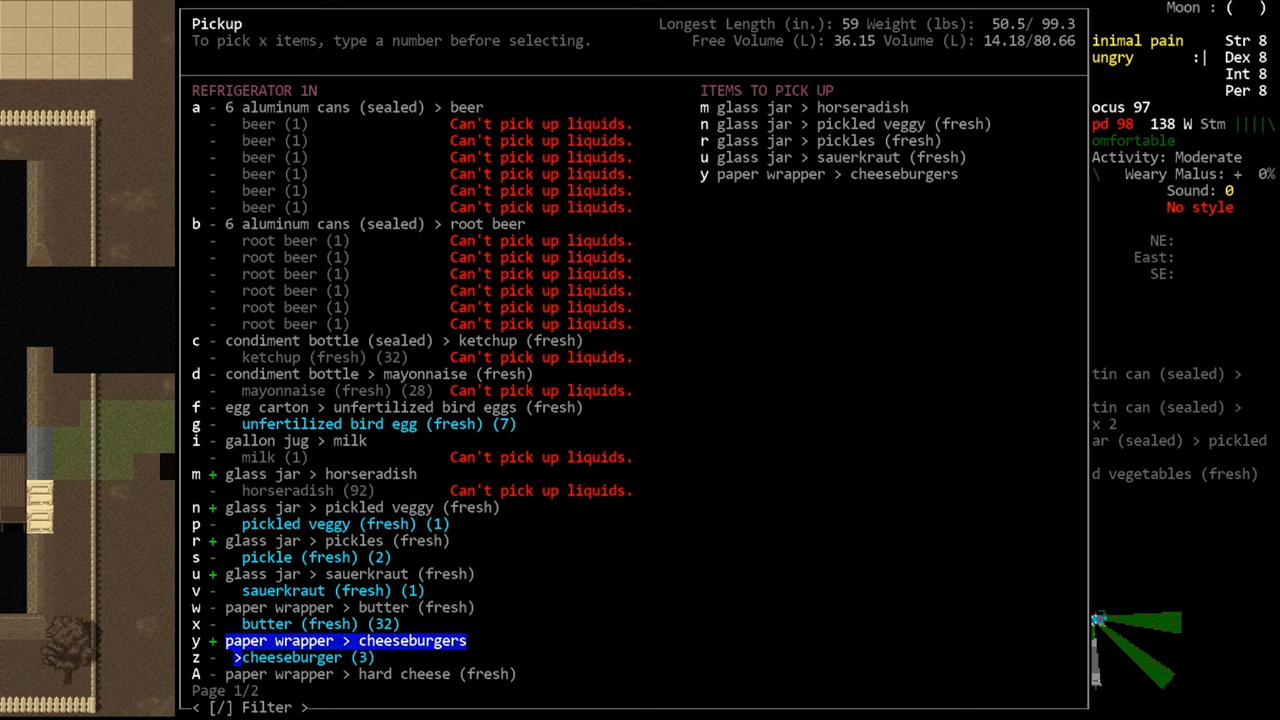 Pickup
To pick x items, type a number before selecting.
Longest Length (in.): 59 Weight (lbs): 50.5/ 99.3
Free Volume (L): 36.15 Volume (L): 14.18/80.66
REFRIGERATOR 1N
a - 6 aluminum cans (sealed) > beer
- beer (1) Can't pick up liquids.
- beer (1) Can't pick up liquids.
- beer (1) Can't pick up liquids.
- beer (1) Can't pick up liquids.
- beer (1) Can't pick up liquids.
- beer (1) Can't pick up liquids.
b - 6 aluminum cans (sealed) > root beer
- root beer (1) Can't pick up liquids.
- root beer (1) Can't pick up liquids.
- root beer (1) Can't pick up liquids.
- root beer (1) Can't pick up liquids.
- root beer (1) Can't pick up liquids.
- root beer (1) Can't pick up liquids.
c - condiment bottle (sealed) > ketchup (fresh)
- ketchup (fresh) (32) Can't pick up liquids.
d - condiment bottle > mayonnaise (fresh)
- mayonnaise (fresh) (28) Can't pick up liquids.
f - egg carton > unfertilized bird eggs (fresh)
g - unfertilized bird egg (fresh) (7)
i - gallon jug > milk
- milk (1) Can't pick up liquids.
m + glass jar > horseradish
- horseradish (92) Can't pick up liquids.
n + glass jar > pickled veggy (fresh)
p - pickled veggy (fresh) (1)
r + glass jar > pickles (fresh)
s - pickle (fresh) (2)
u + glass jar > sauerkraut (fresh)
v - sauerkraut (fresh) (1)
w - paper wrapper > butter (fresh)
x - butter (fresh) (32)
y + paper wrapper > cheeseburgers
z - >cheeseburger (3)
A - paper wrapper > hard cheese (fresh)
Page 1/2
< [/] Filter >
ITEMS TO PICK UP
m glass jar > horseradish
n glass jar > pickled veggy (fresh)
r glass jar > pickles (fresh)
u glass jar > sauerkraut (fresh)
y paper wrapper > cheeseburgers
Moon : (   )
inimal pain Str 8
ungry :| Dex 8
Int 8
Per 8
ocus 97
pd 98 138 W Stm ||||\
omfortable
Activity: Moderate
\ Weary Malus: + 0%
Sound: 0
No style
NE:
East:
SE:
tin can (sealed) >
tin can (sealed) >
x 2
ar (sealed) > pickled
d vegetables (fresh)